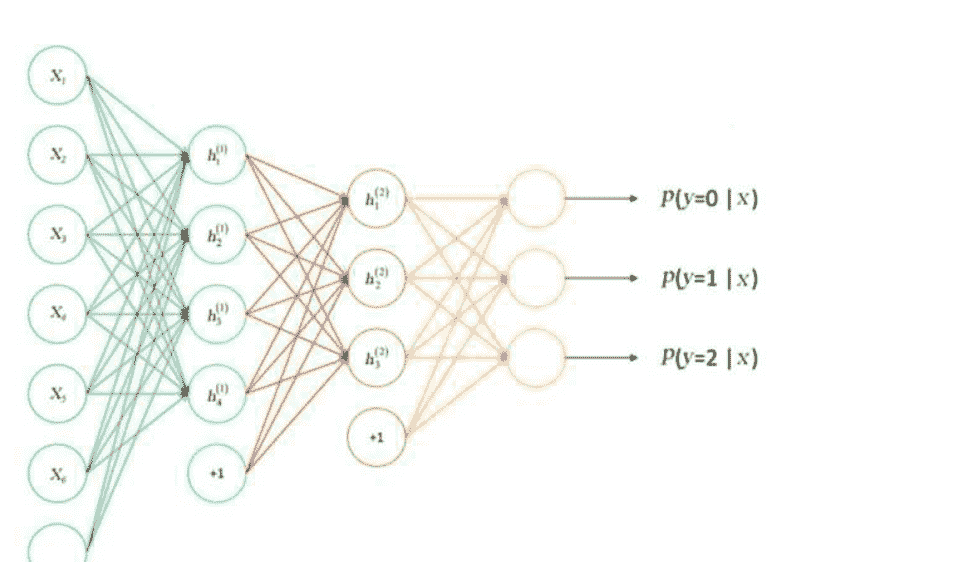 X₁
X₂
X₃
X₄
X₅
X₆
h₁⁽¹⁾
h₂⁽¹⁾
h₃⁽¹⁾
h₄⁽¹⁾
+1
h₁⁽²⁾
h₂⁽²⁾
h₃⁽²⁾
+1
P(y=0 | x)
P(y=1 | x)
P(y=2 | x)